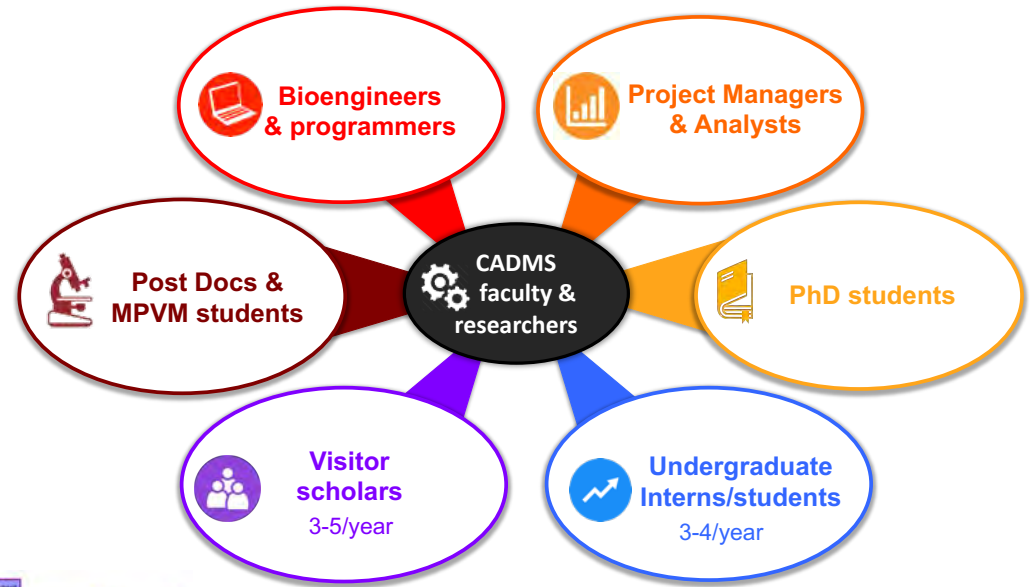 Bioengineers
& programmers
Project Managers
& Analysts
Post Docs &
MPVM students
CADMS
faculty &
researchers
PhD students
Visitor
scholars
3-5/year
Undergraduate
Interns/students
3-4/year